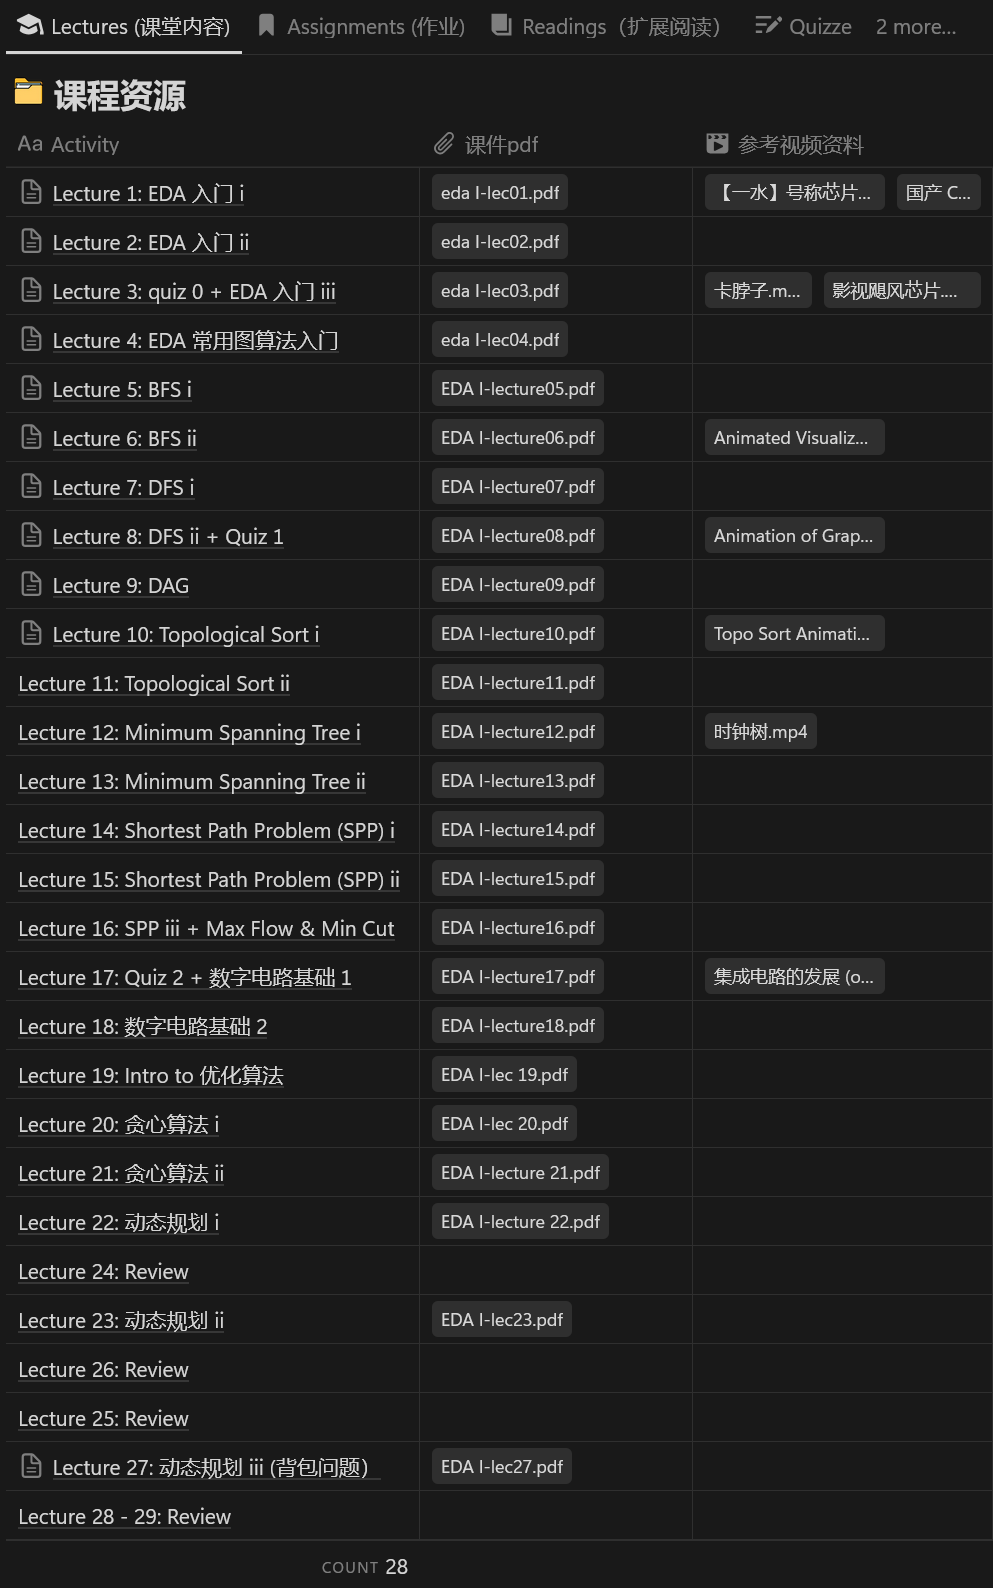 Lectures (课堂内容) Assignments (作业) Readings（扩展阅读） Quizze 2 more...
课程资源
Aa Activity 课件pdf 参考视频资料
Lecture 1: EDA 入门 i eda I-lec01.pdf 【一水】号称芯片... 国产 C...
Lecture 2: EDA 入门 ii eda I-lec02.pdf
Lecture 3: quiz 0 + EDA 入门 iii eda I-lec03.pdf 卡脖子.m... 影视飓风芯片....
Lecture 4: EDA 常用图算法入门 eda I-lec04.pdf
Lecture 5: BFS i EDA I-lecture05.pdf
Lecture 6: BFS ii EDA I-lecture06.pdf Animated Visualiz...
Lecture 7: DFS i EDA I-lecture07.pdf
Lecture 8: DFS ii + Quiz 1 EDA I-lecture08.pdf Animation of Grap...
Lecture 9: DAG EDA I-lecture09.pdf
Lecture 10: Topological Sort i EDA I-lecture10.pdf Topo Sort Animati...
Lecture 11: Topological Sort ii EDA I-lecture11.pdf
Lecture 12: Minimum Spanning Tree i EDA I-lecture12.pdf 时钟树.mp4
Lecture 13: Minimum Spanning Tree ii EDA I-lecture13.pdf
Lecture 14: Shortest Path Problem (SPP) i EDA I-lecture14.pdf
Lecture 15: Shortest Path Problem (SPP) ii EDA I-lecture15.pdf
Lecture 16: SPP iii + Max Flow & Min Cut EDA I-lecture16.pdf
Lecture 17: Quiz 2 + 数字电路基础 1 EDA I-lecture17.pdf 集成电路的发展 (o...
Lecture 18: 数字电路基础 2 EDA I-lecture18.pdf
Lecture 19: Intro to 优化算法 EDA I-lec 19.pdf
Lecture 20: 贪心算法 i EDA I-lec 20.pdf
Lecture 21: 贪心算法 ii EDA I-lecture 21.pdf
Lecture 22: 动态规划 i EDA I-lecture 22.pdf
Lecture 24: Review
Lecture 23: 动态规划 ii EDA I-lec23.pdf
Lecture 26: Review
Lecture 25: Review
Lecture 27: 动态规划 iii (背包问题） EDA I-lec27.pdf
Lecture 28 - 29: Review
COUNT 28